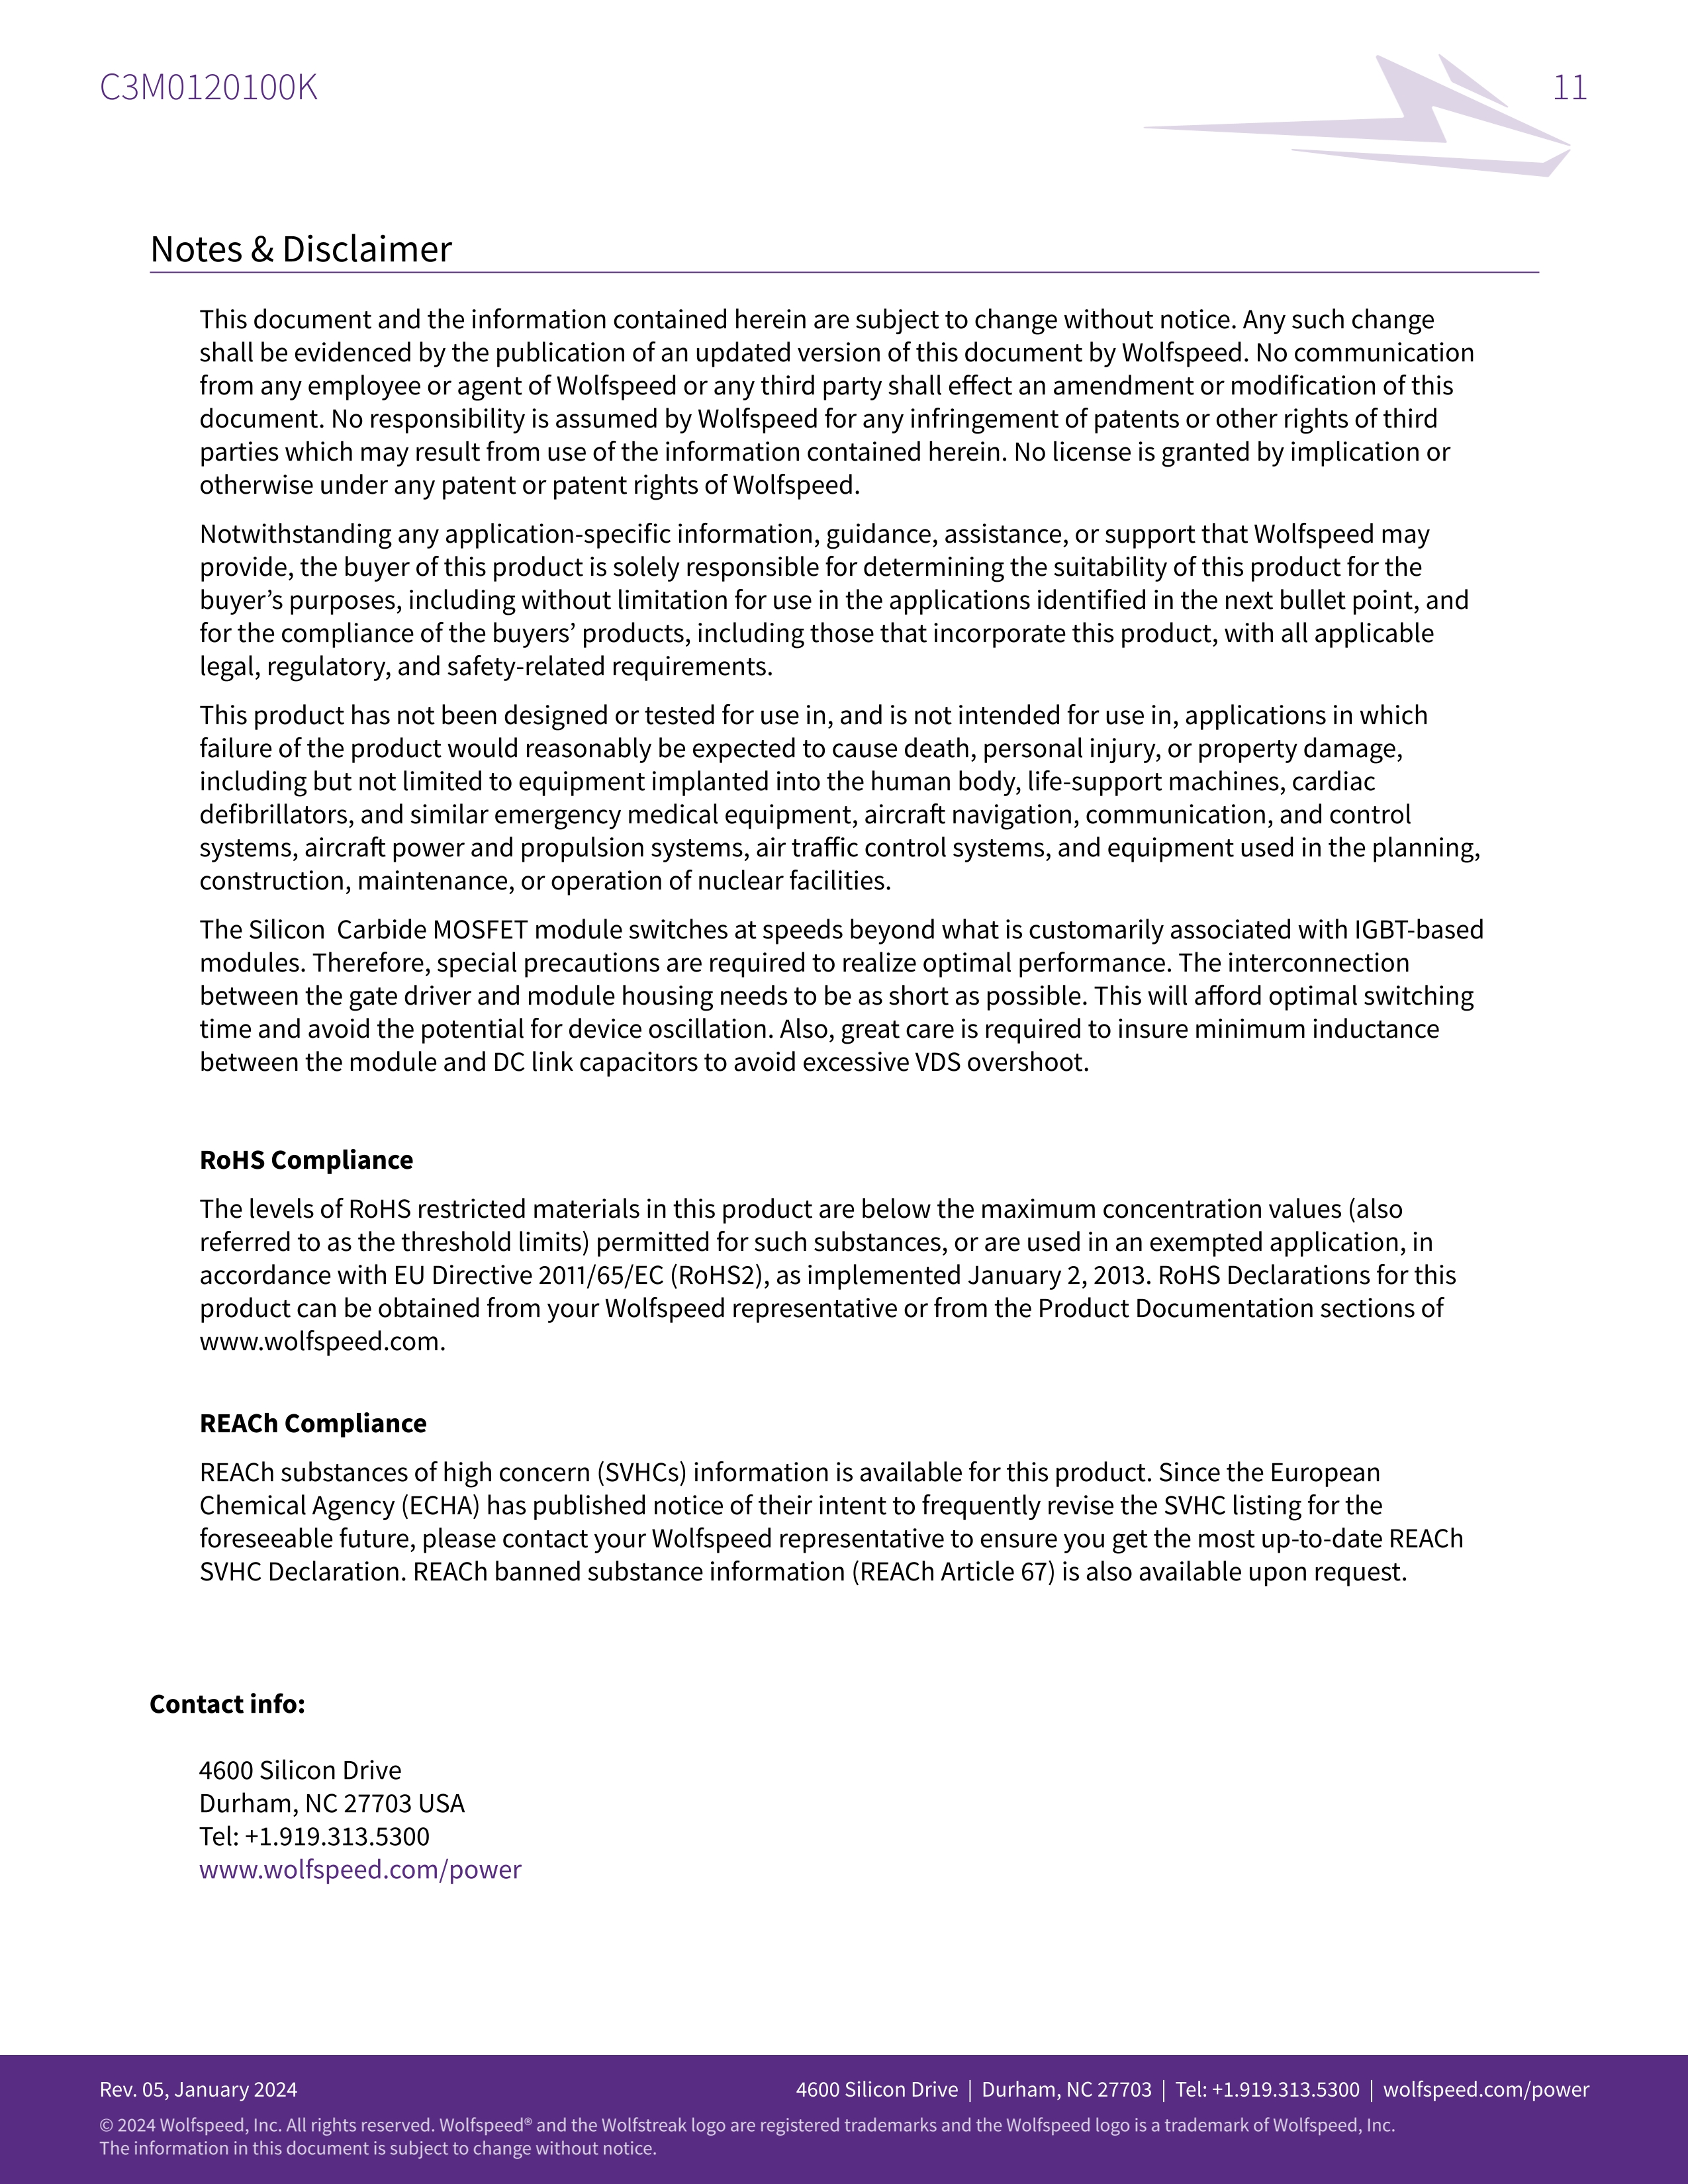 C3M0120100K
11
Notes & Disclaimer
This document and the information contained herein are subject to change without notice. Any such change
shall be evidenced by the publication of an updated version of this document by Wolfspeed. No communication
from any employee or agent of Wolfspeed or any third party shall effect an amendment or modification of this
document. No responsibility is assumed by Wolfspeed for any infringement of patents or other rights of third
parties which may result from use of the information contained herein. No license is granted by implication or
otherwise under any patent or patent rights of Wolfspeed.
Notwithstanding any application-specific information, guidance, assistance, or support that Wolfspeed may
provide, the buyer of this product is solely responsible for determining the suitability of this product for the
buyer’s purposes, including without limitation for use in the applications identified in the next bullet point, and
for the compliance of the buyers’ products, including those that incorporate this product, with all applicable
legal, regulatory, and safety-related requirements.
This product has not been designed or tested for use in, and is not intended for use in, applications in which
failure of the product would reasonably be expected to cause death, personal injury, or property damage,
including but not limited to equipment implanted into the human body, life-support machines, cardiac
defibrillators, and similar emergency medical equipment, aircraft navigation, communication, and control
systems, aircraft power and propulsion systems, air traffic control systems, and equipment used in the planning,
construction, maintenance, or operation of nuclear facilities.
The Silicon  Carbide MOSFET module switches at speeds beyond what is customarily associated with IGBT-based
modules. Therefore, special precautions are required to realize optimal performance. The interconnection
between the gate driver and module housing needs to be as short as possible. This will afford optimal switching
time and avoid the potential for device oscillation. Also, great care is required to insure minimum inductance
between the module and DC link capacitors to avoid excessive VDS overshoot.
RoHS Compliance
The levels of RoHS restricted materials in this product are below the maximum concentration values (also
referred to as the threshold limits) permitted for such substances, or are used in an exempted application, in
accordance with EU Directive 2011/65/EC (RoHS2), as implemented January 2, 2013. RoHS Declarations for this
product can be obtained from your Wolfspeed representative or from the Product Documentation sections of
www.wolfspeed.com.
REACh Compliance
REACh substances of high concern (SVHCs) information is available for this product. Since the European
Chemical Agency (ECHA) has published notice of their intent to frequently revise the SVHC listing for the
foreseeable future, please contact your Wolfspeed representative to ensure you get the most up-to-date REACh
SVHC Declaration. REACh banned substance information (REACh Article 67) is also available upon request.
Contact info:
4600 Silicon Drive
Durham, NC 27703 USA
Tel: +1.919.313.5300
www.wolfspeed.com/power
Rev. 05, January 2024
4600 Silicon Drive | Durham, NC 27703 | Tel: +1.919.313.5300 | wolfspeed.com/power
© 2024 Wolfspeed, Inc. All rights reserved. Wolfspeed® and the Wolfstreak logo are registered trademarks and the Wolfspeed logo is a trademark of Wolfspeed, Inc.
The information in this document is subject to change without notice.